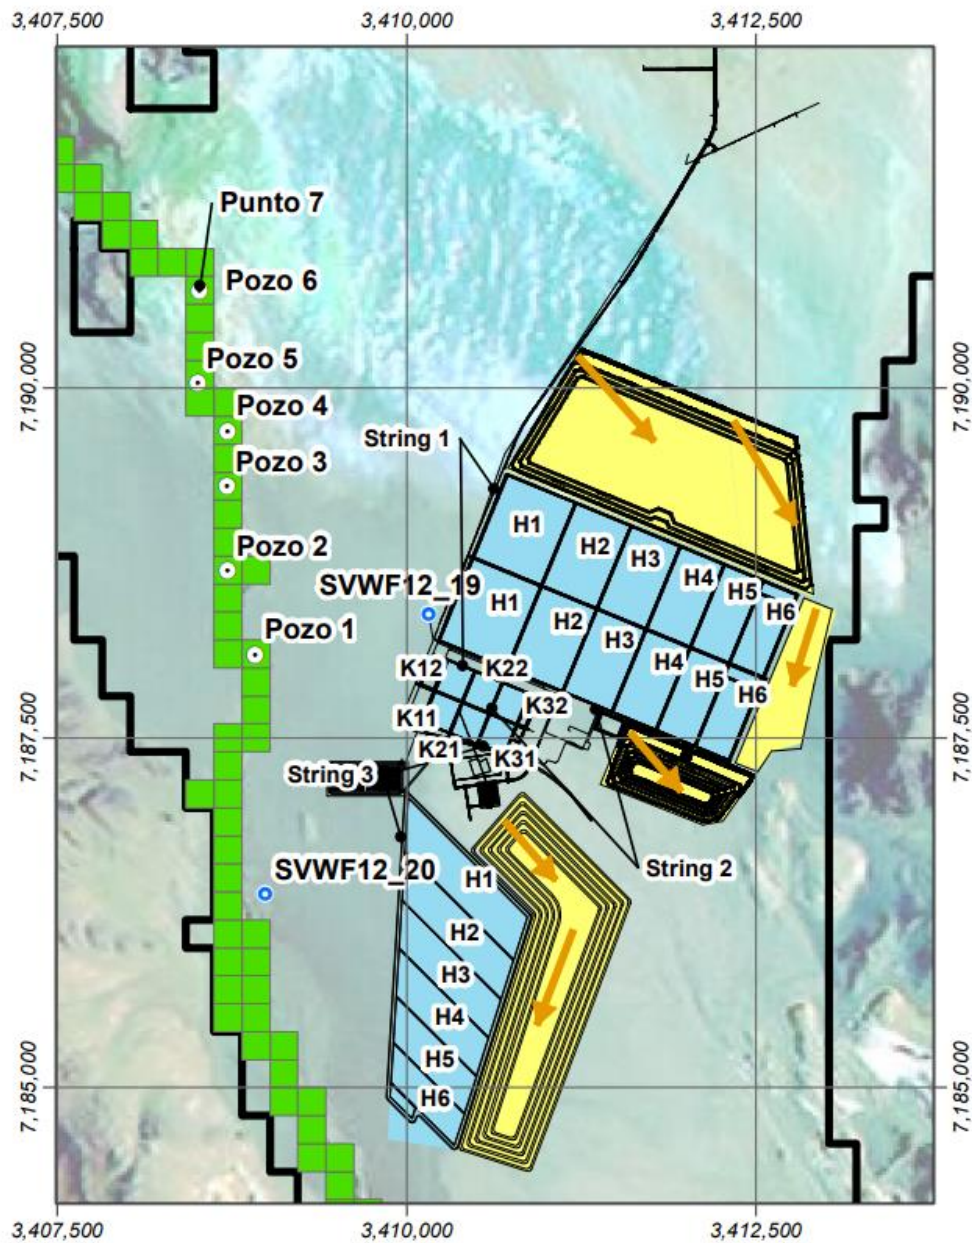 3,407,500
3,410,000
3,412,500
Punto 7
Pozo 6
Pozo 5
7,190,000
7,190,000
Pozo 4
String 1
Pozo 3
H1
H2
H3
Pozo 2
H4
H5
SVWF12_19
H6
H1
H2
Pozo 1
H3
K12
K22
H4
H5
H6
K32
K11
7,187,500
7,187,500
K21
K31
String 3
SVWF12_20
H1
String 2
H2
H3
H4
H5
7,185,000
7,185,000
H6
3,407,500
3,410,000
3,412,500